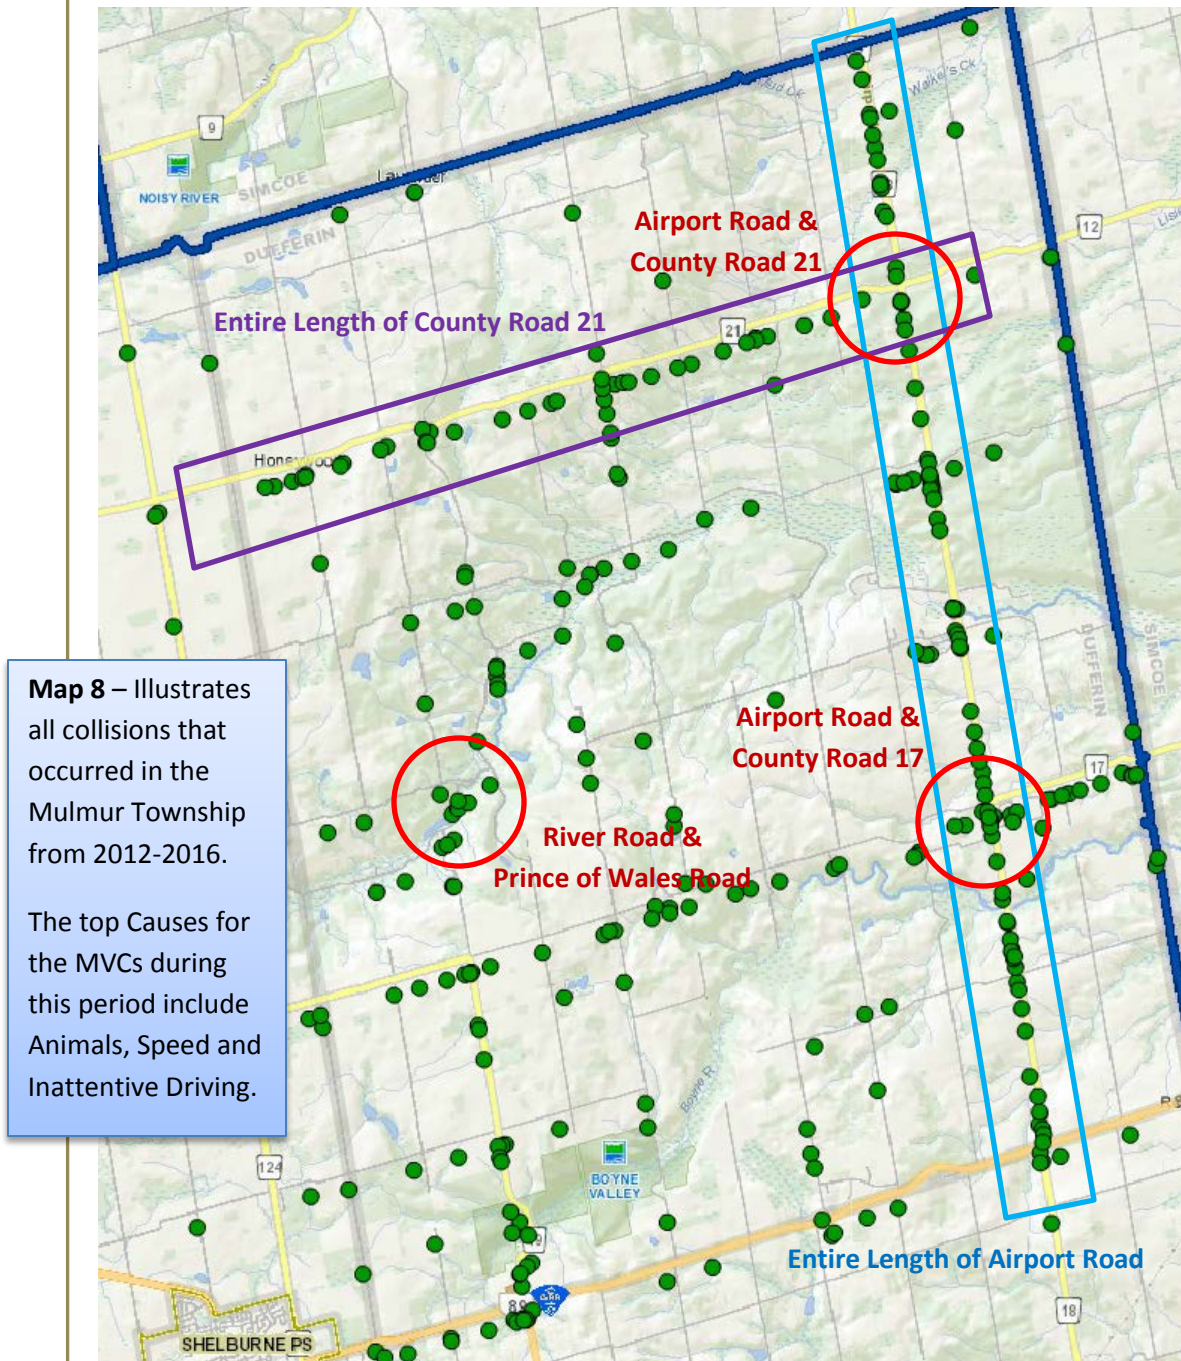 9
NOISY RIVER
SIMCOE
DUFFERIN
Walker's Ck
Airport Road &
County Road 21
12
Entire Length of County Road 21
21
Map 8 – Illustrates
all collisions that
occurred in the
Mulmur Township
from 2012-2016.
The top Causes for
the MVCs during
this period include
Animals, Speed and
Inattentive Driving.
DUFFERIN
SIMCOE
Airport Road &
County Road 17
17
River Road &
Prince of Wales Road
Boyne R
124
BOYNE
VALLEY
Entire Length of Airport Road
89
18
SHELBURNE PS